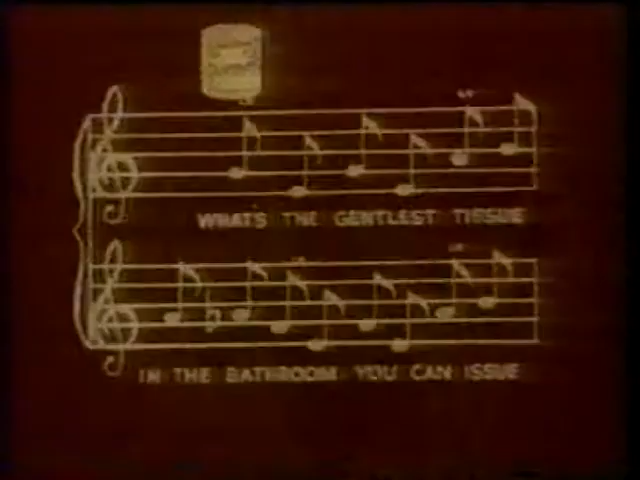 WHAT'S THE GENTLEST TISSUE
IN THE BATHROOM YOU CAN ISSUE